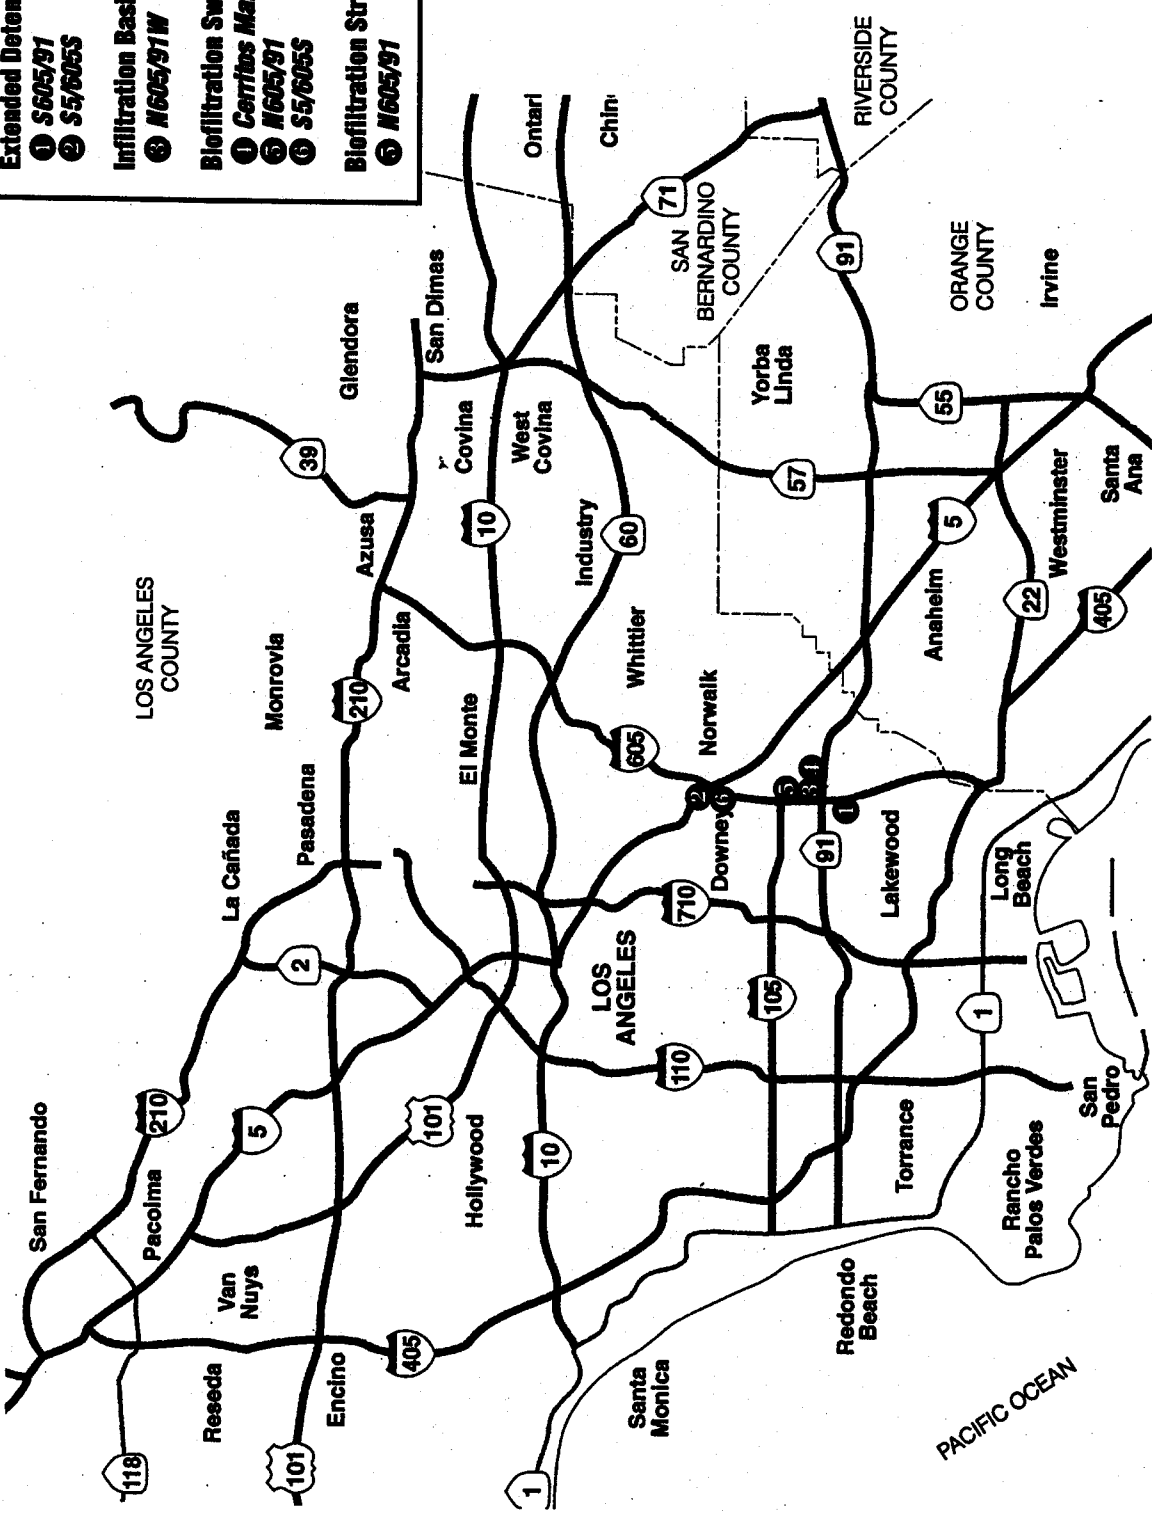 Extended Deten
1 S605/91
2 S5/605S
Infiltration Basi
3 N605/91W
Biofiltration Sw
4 Cerritos Ma
5 N605/91
6 S5/605S
Biofiltration Str
5 N605/91
RIVERSIDE
COUNTY
Ontari
Chin
71
SAN
BERNARDINO
COUNTY
91
ORANGE
COUNTY
Irvine
San Dimas
Glendora
39
Covina
West
Covina
Yorba
Linda
55
57
10
Industry
60
Azusa
5
Westminster
Santa
Ana
LOS ANGELES
COUNTY
Monrovia
Arcadia
210
Whittier
Anaheim
22
405
El Monte
605
Norwalk
Pasadena
La Cañada
2
6
5
3
4
1
Downey
91
Lakewood
Long
Beach
710
2
LOS
ANGELES
105
1
110
San
Pedro
San Fernando
210
5
101
Hollywood
10
Torrance
Rancho
Palos Verdes
Pacoima
Van
Nuys
Redondo
Beach
405
Reseda
Encino
Santa
Monica
PACIFIC OCEAN
118
101
1